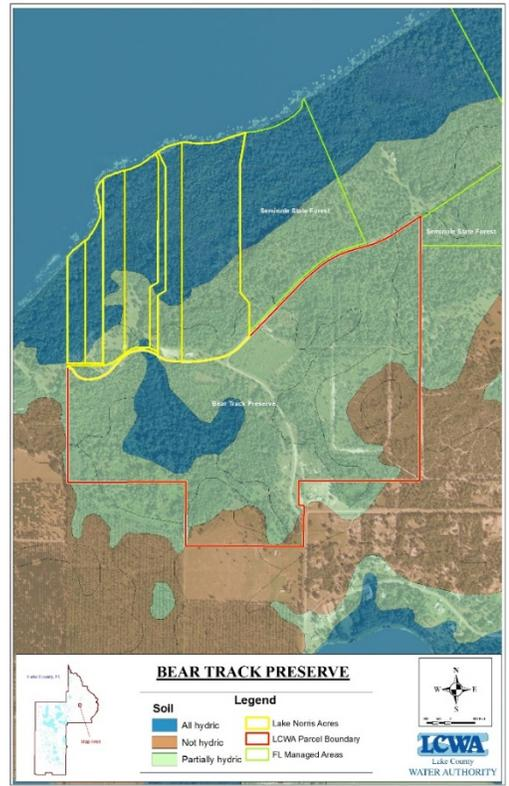 Seminole State Forest
Seminole State Forest
Bear Track Preserve
BEAR TRACK PRESERVE
Lake County, FL
Map Area
Legend
Soil
All hydric
Not hydric
Partially hydric
Lake Norris Acres
LCWA Parcel Boundary
FL Managed Areas
N
W E
S
LCWA
Lake County
WATER AUTHORITY